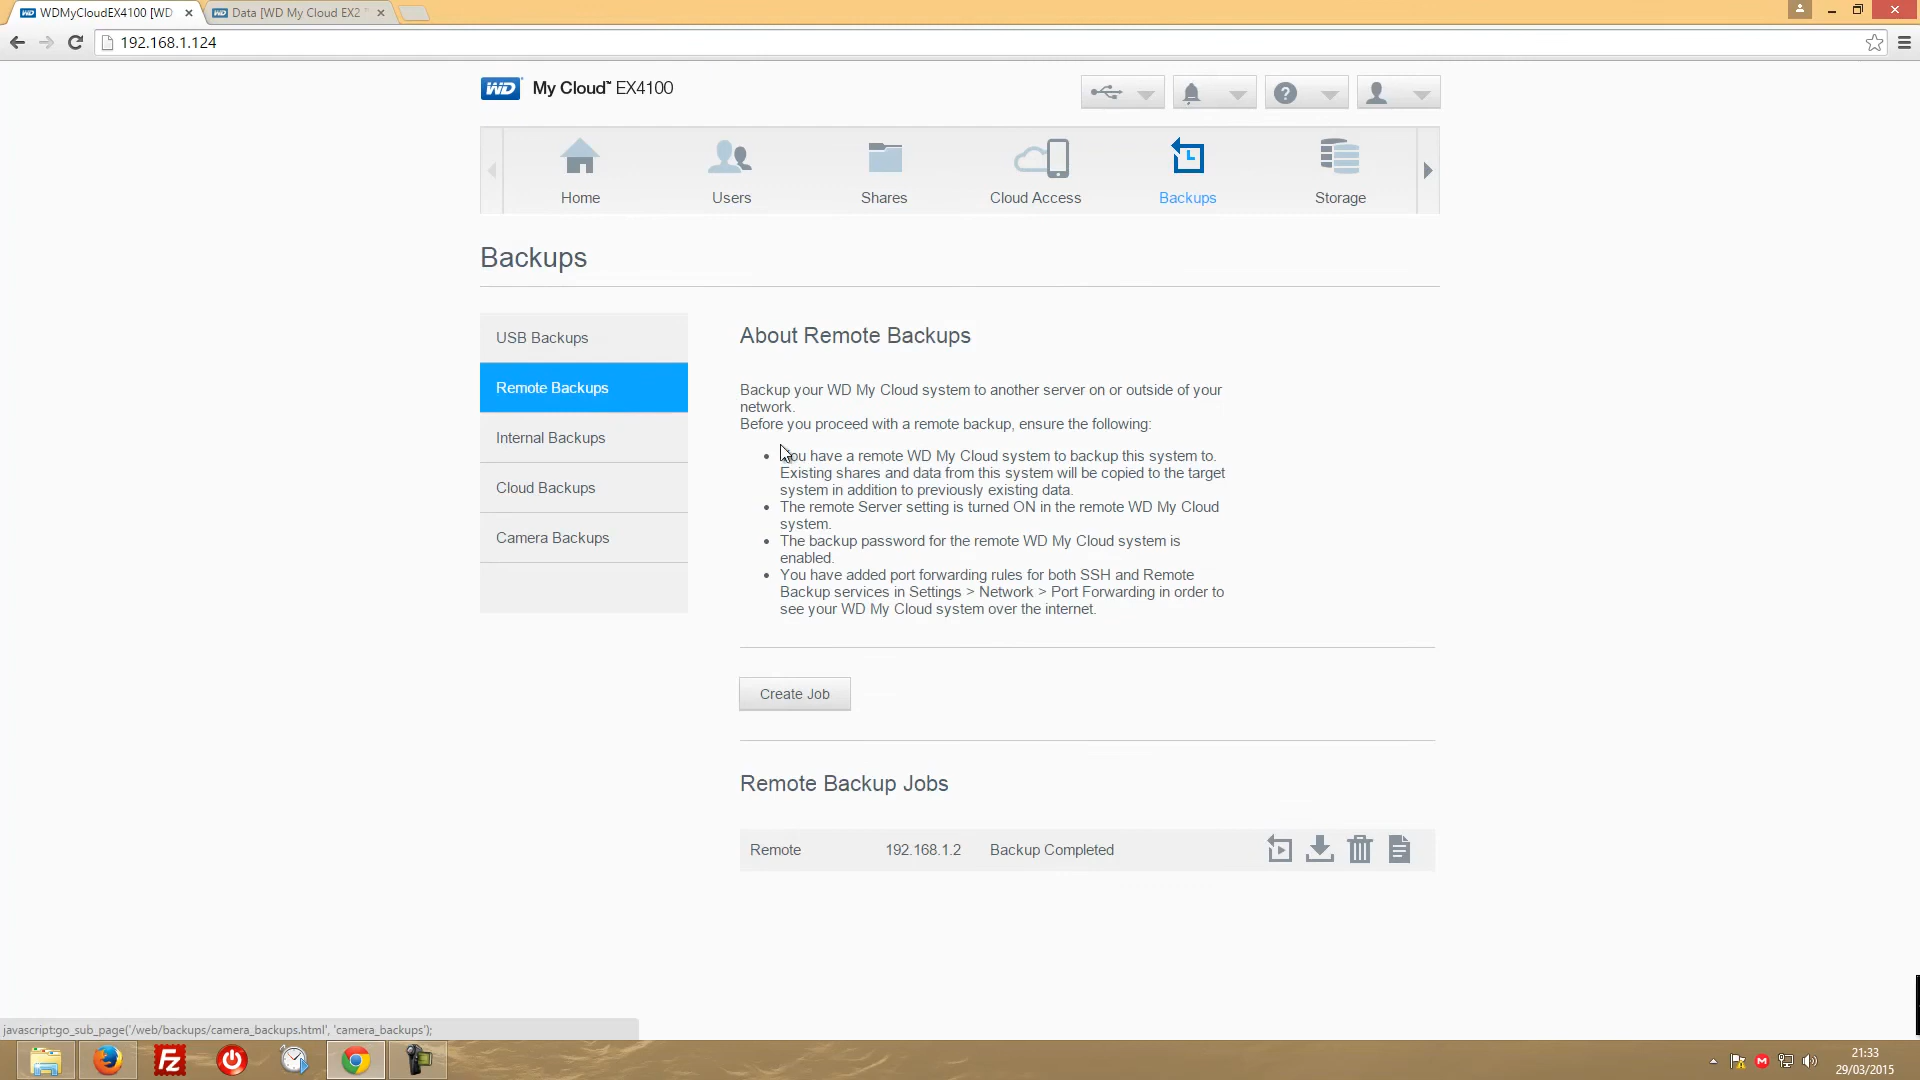 WDMyCloudEX4100 [WD
Data [WD My Cloud EX2 "
192.168.1.124
WD
My Cloud™ EX4100
Home
Users
Shares
Cloud Access
Backups
Storage
Backups
USB Backups
Remote Backups
Internal Backups
Cloud Backups
Camera Backups
About Remote Backups
Backup your WD My Cloud system to another server on or outside of your
network.
Before you proceed with a remote backup, ensure the following:
• You have a remote WD My Cloud system to backup this system to.
Existing shares and data from this system will be copied to the target
system in addition to previously existing data.
• The remote Server setting is turned ON in the remote WD My Cloud
system.
• The backup password for the remote WD My Cloud system is
enabled.
• You have added port forwarding rules for both SSH and Remote
Backup services in Settings > Network > Port Forwarding in order to
see your WD My Cloud system over the internet.
Create Job
Remote Backup Jobs
Remote 192.168.1.2 Backup Completed
javascript:go_sub_page('/web/backups/camera_backups.html', 'camera_backups');
21:33
29/03/2015